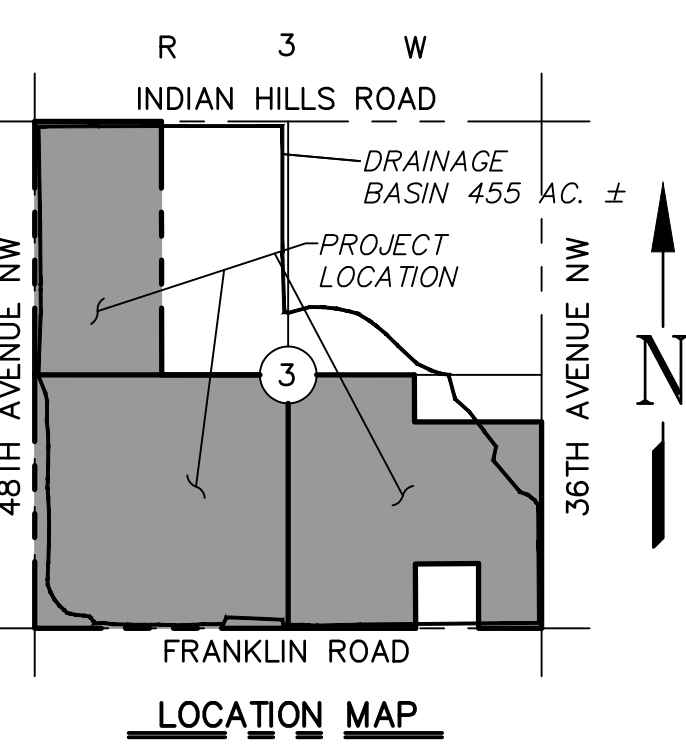 R 3 W
INDIAN HILLS ROAD
DRAINAGE
BASIN 455 AC. ±
PROJECT
LOCATION
48TH AVENUE NW
36TH AVENUE NW
N
3
FRANKLIN ROAD
LOCATION MAP